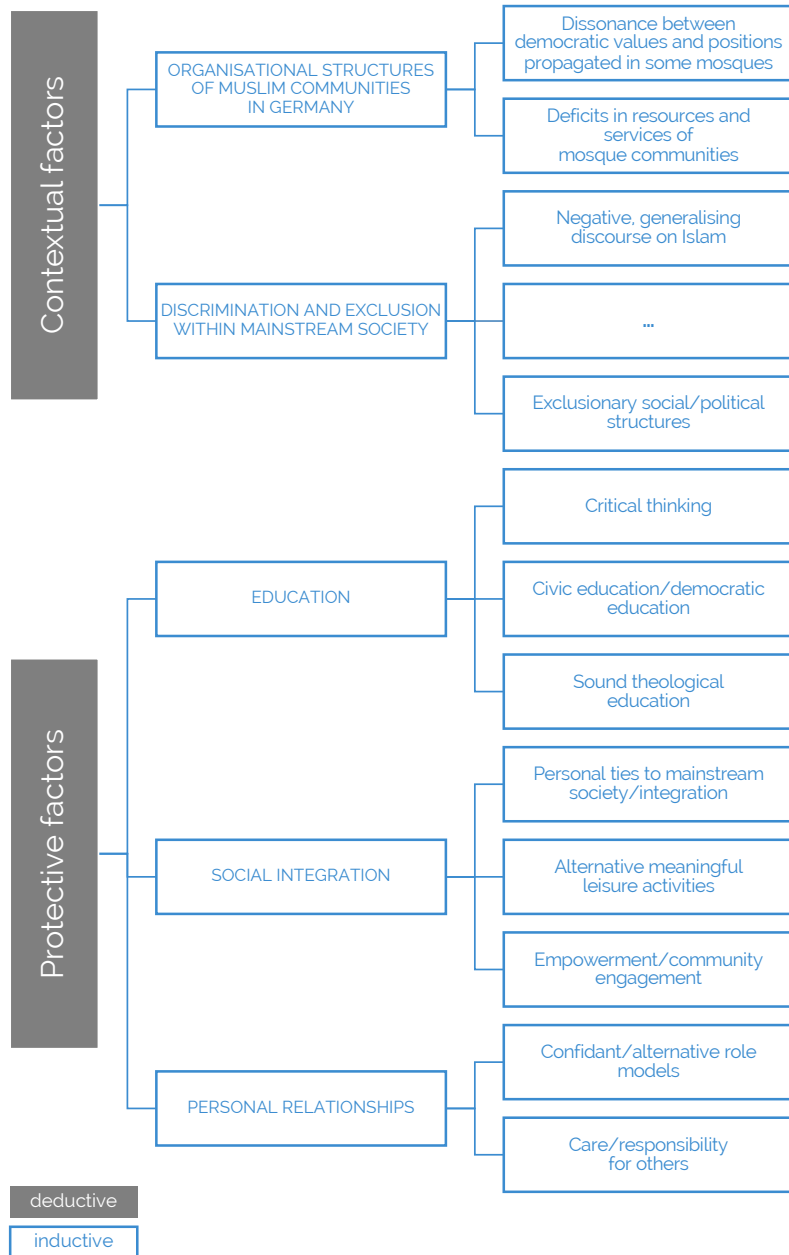 Contextual factors
ORGANISATIONAL STRUCTURES
OF MUSLIM COMMUNITIES
IN GERMANY
Dissonance between
democratic values and positions
propagated in some mosques
Deficits in resources and
services of
mosque communities
DISCRIMINATION AND EXCLUSION
WITHIN MAINSTREAM SOCIETY
Negative, generalising
discourse on Islam
...
Exclusionary social/political
structures
Protective factors
EDUCATION
Critical thinking
Civic education/democratic
education
Sound theological
education
SOCIAL INTEGRATION
Personal ties to mainstream
society/integration
Alternative meaningful
leisure activities
Empowerment/community
engagement
PERSONAL RELATIONSHIPS
Confidant/alternative role
models
Care/responsibility
for others
deductive
inductive